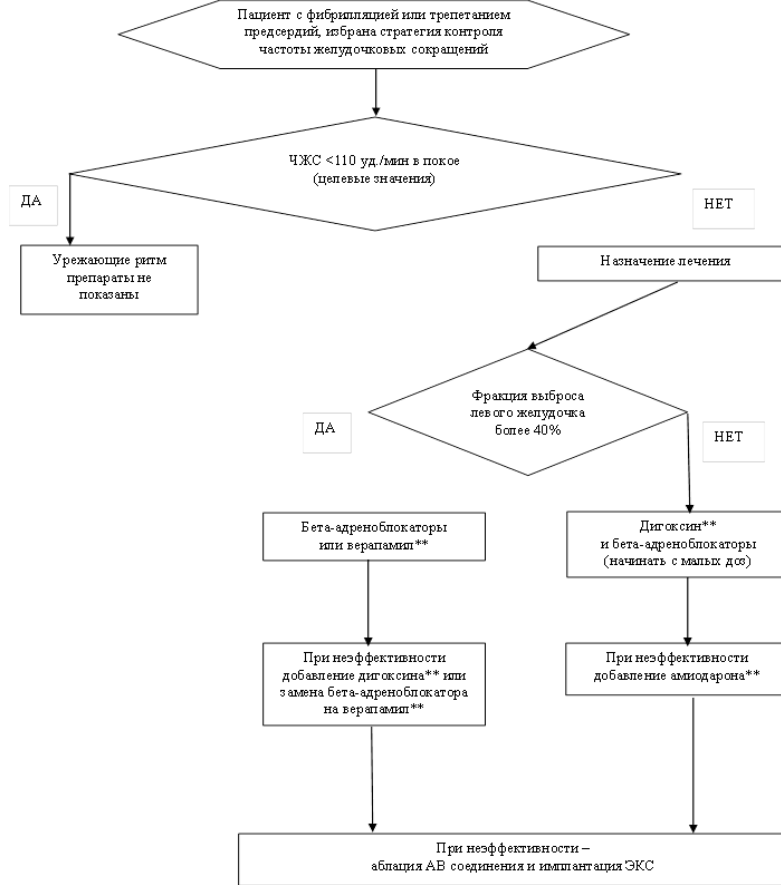 Пациент с фибрилляцией или трепетанием
предсердий, избрана стратегия контроля
частоты желудочковых сокращений
ЧЖС <110 уд./мин в покое
(целевые значения)
ДА
НЕТ
Урежающие ритм
препараты не
показаны
Назначение лечения
Фракция выброса
левого желудочка
более 40%
ДА
НЕТ
Бета-адреноблокаторы
или верапамил**
Дигоксин**
и бета-адреноблокаторы
(начинать с малых доз)
При неэффективности
добавление дигоксина** или
замена бета-адреноблокатора
на верапамил**
При неэффективности
добавление амиодарона**
При неэффективности –
аблация АВ соединения и имплантация ЭКС